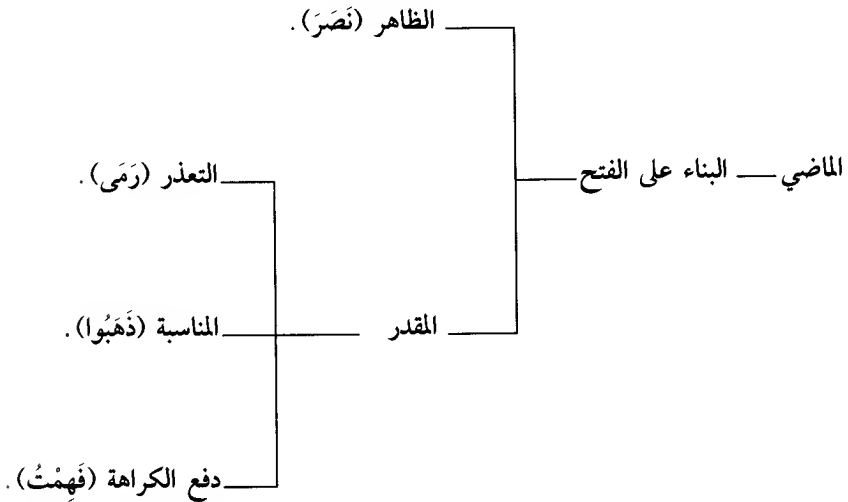 الظاهر (نَصَرَ).
الماضي — البناء على الفتح
التعذر (رَمَى).
المقدر
المناسبة (ذَهَبُوا).
دفع الكراهة (فَهِمْتُ).